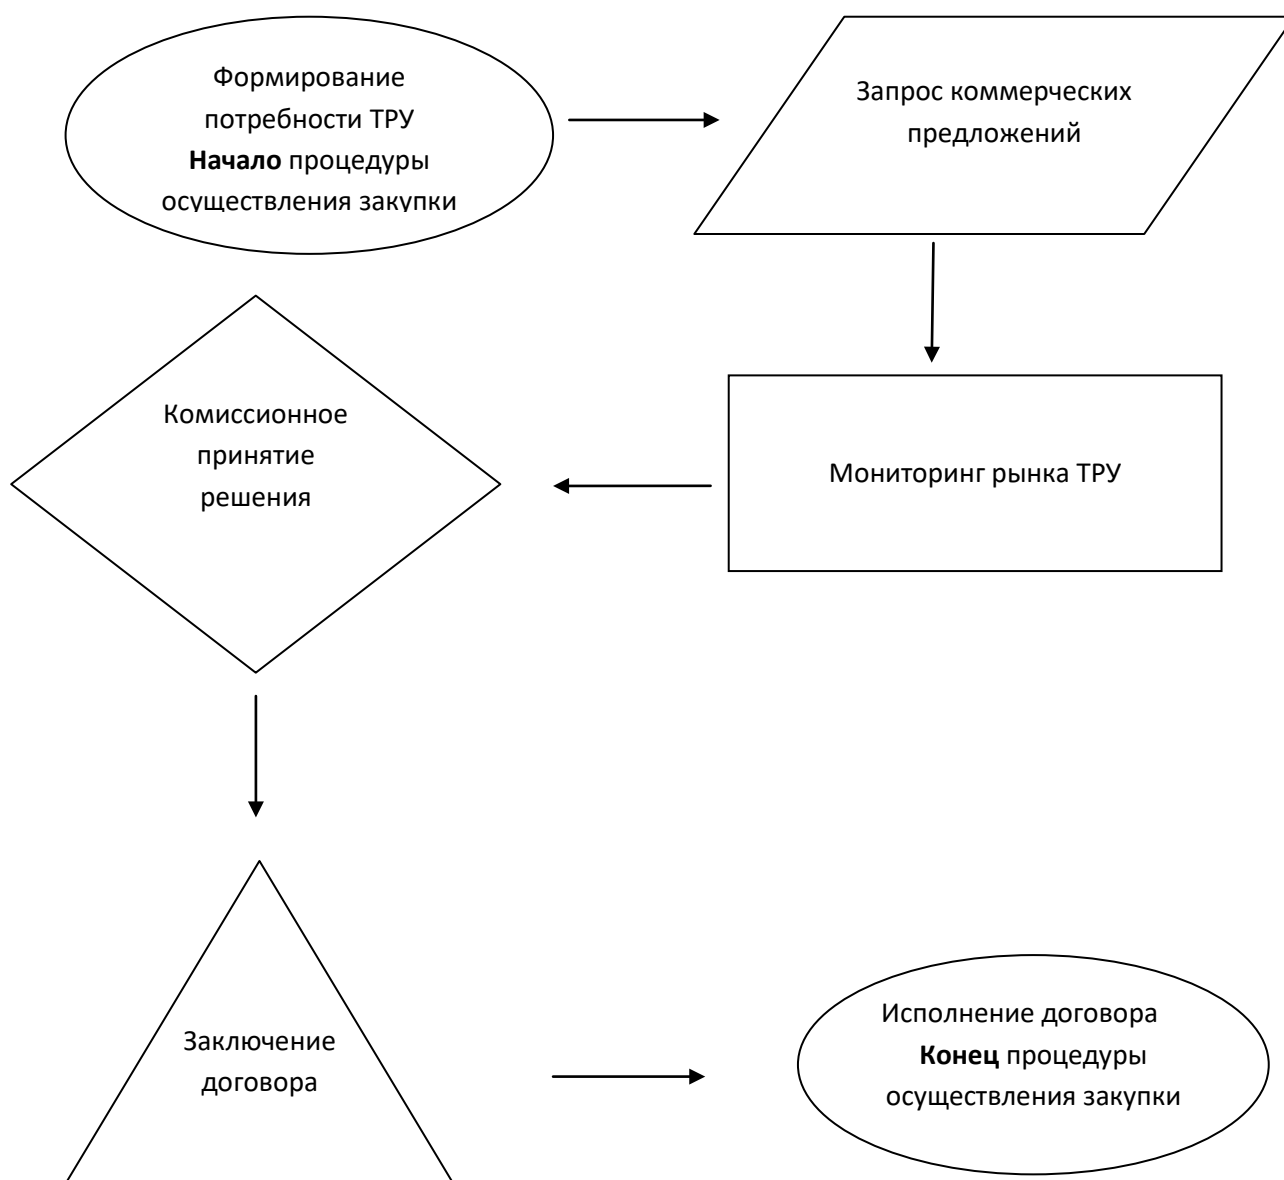 Формирование
потребности ТРУ
Начало процедуры
осуществления закупки
Запрос коммерческих
предложений
Мониторинг рынка ТРУ
Комиссионное
принятие
решения
Заключение
договора
Исполнение договора
Конец процедуры
осуществления закупки